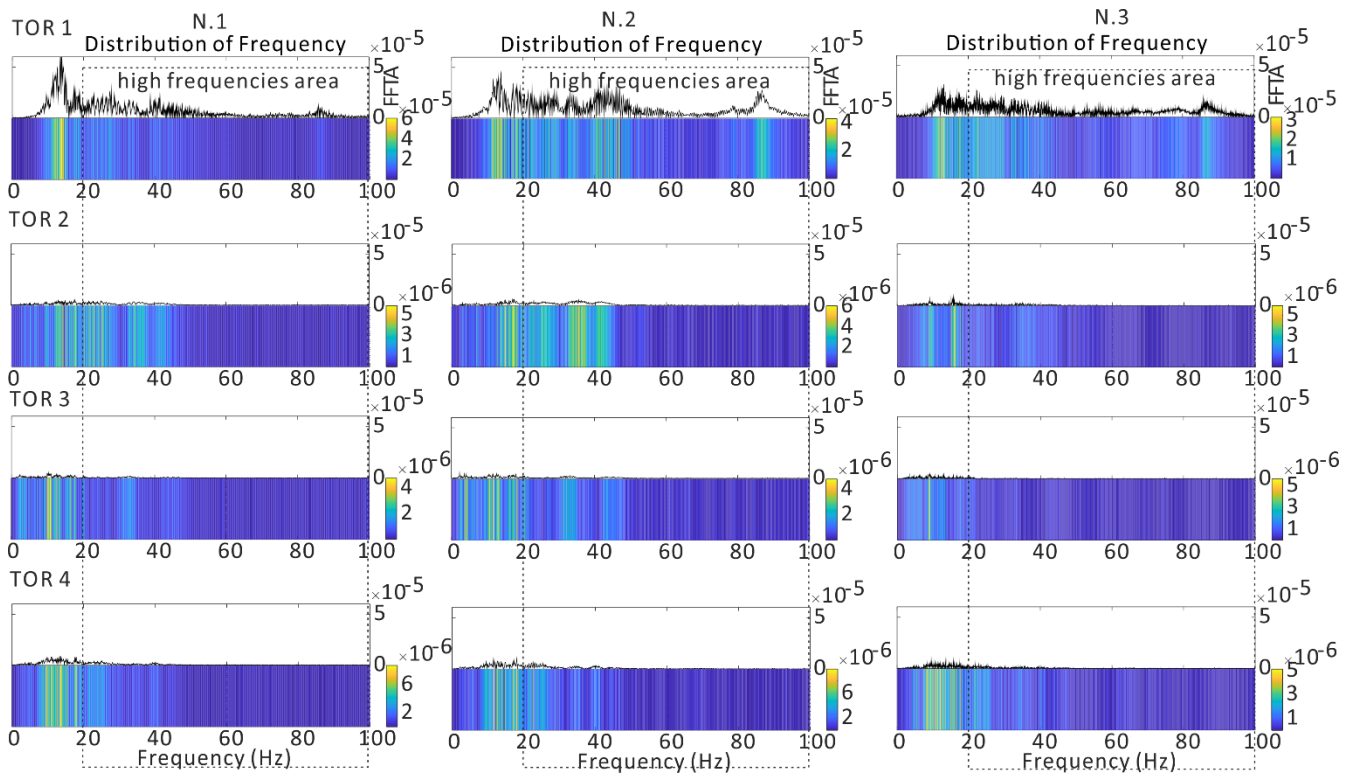 TOR 1 N.1 N.2 N.3
Distribution of Frequency ×10-5 Distribution of Frequency ×10-5 Distribution of Frequency ×10-5
high frequencies area 5 FFTA high frequencies area 5 FFTA high frequencies area 5 FFTA
0 ×10-5 0 ×10-5 0 ×10-5
6 4 2 4 2 3 2 1
0 20 40 60 80 100 0 20 40 60 80 100 0 20 40 60 80 100
TOR 2 ×10-5 ×10-5 ×10-5
5 5 5
0 ×10-6 0 ×10-6 0 ×10-6
5 3 1 6 4 2 5 3 1
0 20 40 60 80 100 0 20 40 60 80 100 0 20 40 60 80 100
TOR 3 ×10-5 ×10-5 ×10-5
5 5 5
0 ×10-6 0 ×10-6 0 ×10-6
4 2 4 2 5 3 1
0 20 40 60 80 100 0 20 40 60 80 100 0 20 40 60 80 100
TOR 4 ×10-5 ×10-5 ×10-5
5 5 5
0 ×10-6 0 ×10-6 0
6 4 2 6 4 2 5 4 3 2 1
0 20 40 60 80 100 0 20 40 60 80 100 0 20 40 60 80 100
Frequency (Hz) Frequency (Hz) Frequency (Hz)